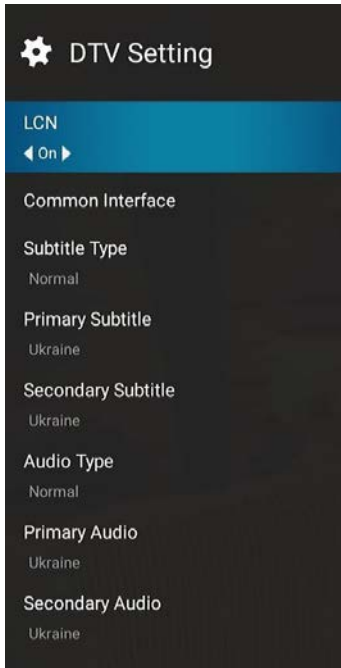 DTV Setting
LCN
On
Common Interface
Subtitle Type
Normal
Primary Subtitle
Ukraine
Secondary Subtitle
Ukraine
Audio Type
Normal
Primary Audio
Ukraine
Secondary Audio
Ukraine